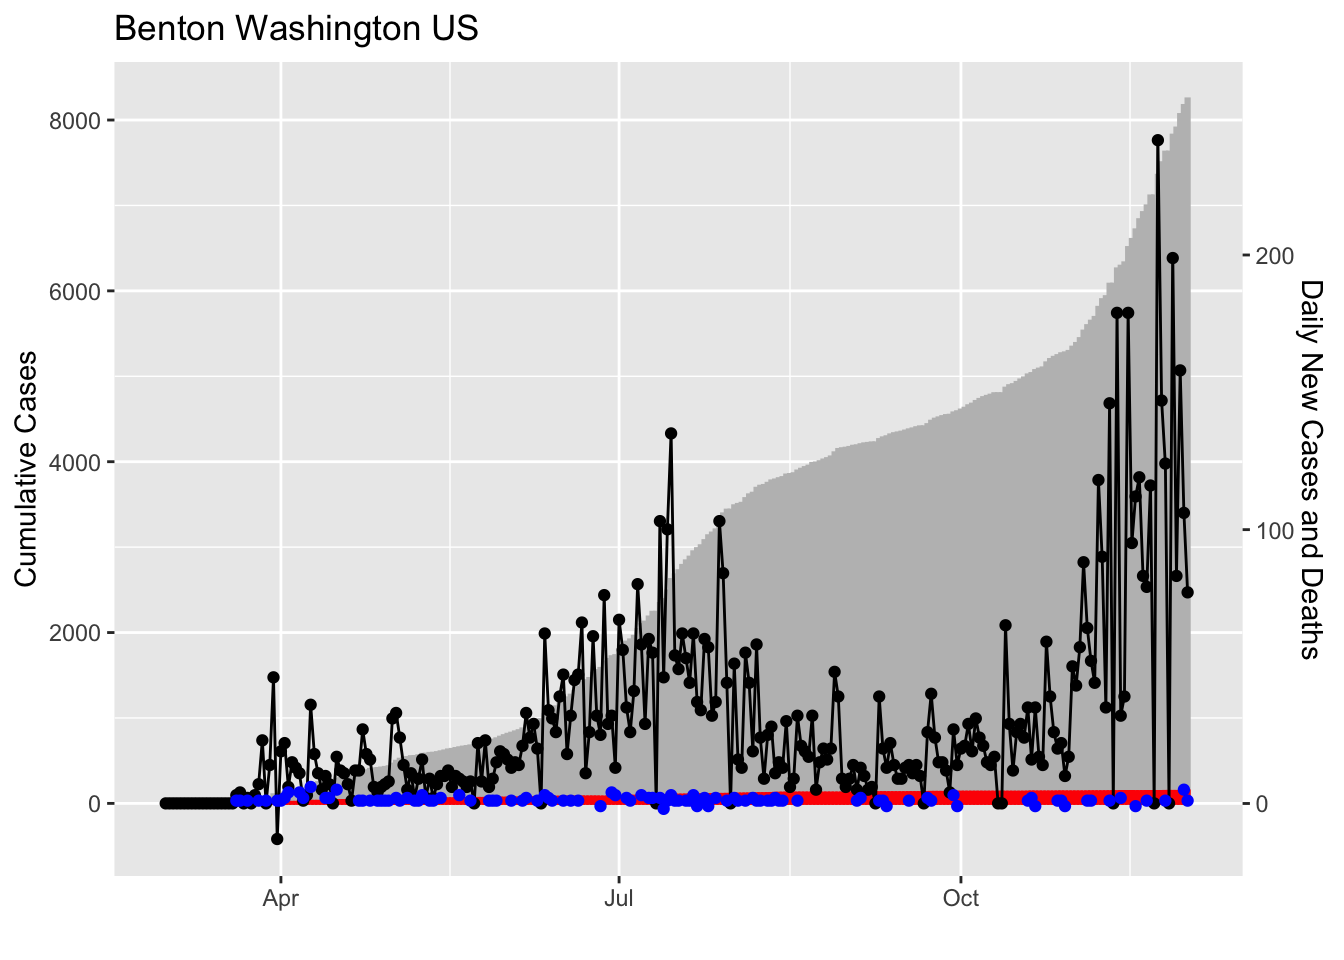 Benton Washington US
Cumulative Cases
8000
6000
4000
2000
0
200
100
0
Daily New Cases and Deaths
Apr
Jul
Oct